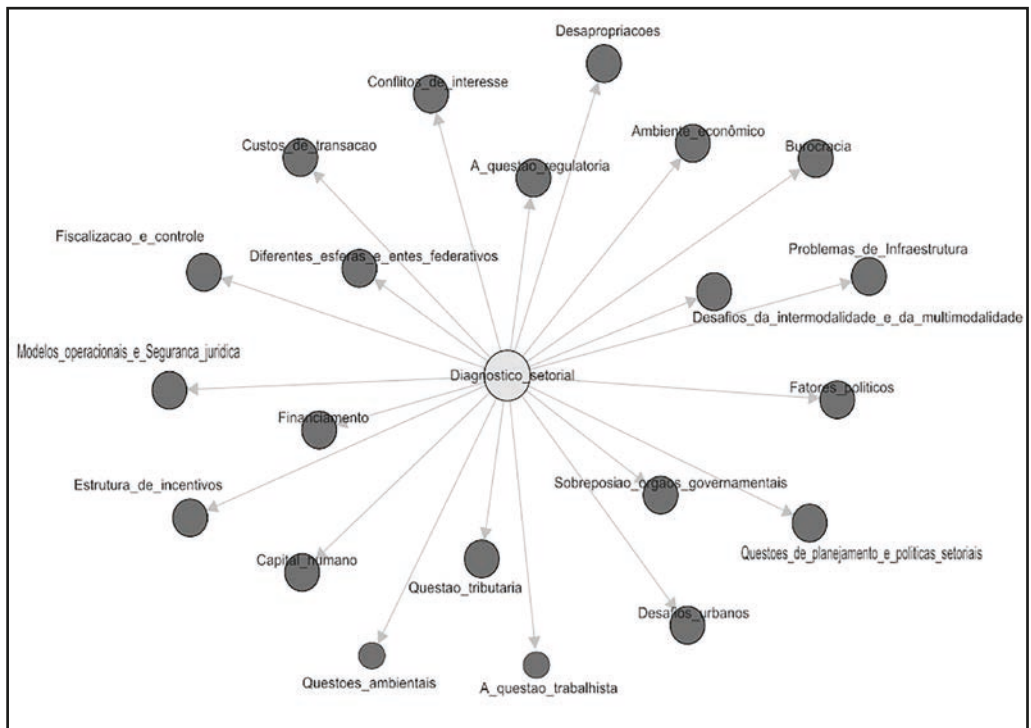 Desapropriacoes
Conflitos_de_interesse
Ambiente_econômico
Custos_de_transacao
Burocracia
A_questao_regulatoria
Fiscalizacao_e_controle
Diferentes_esferas_e_entes_federativos
Problemas_de_Infraestrutura
Desafios_da_intermodalidade_e_da_multimodalidade
Modelos_operacionais_e_Seguranca_juridica
Diagnostico_setorial
Fatores_politicos
Financiamento
Estrutura_de_incentivos
Sobreposiao_orgaos_governamentais
Questoes_de_planejamento_e_politicas_setoriais
Capital_humano
Questao_tributaria
Desafios_urbanos
Questoes_ambientais
A_questao_trabalhista